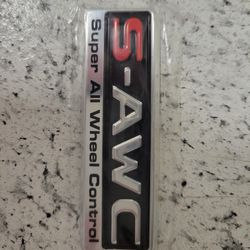 S-AWC
Super All Wheel Control